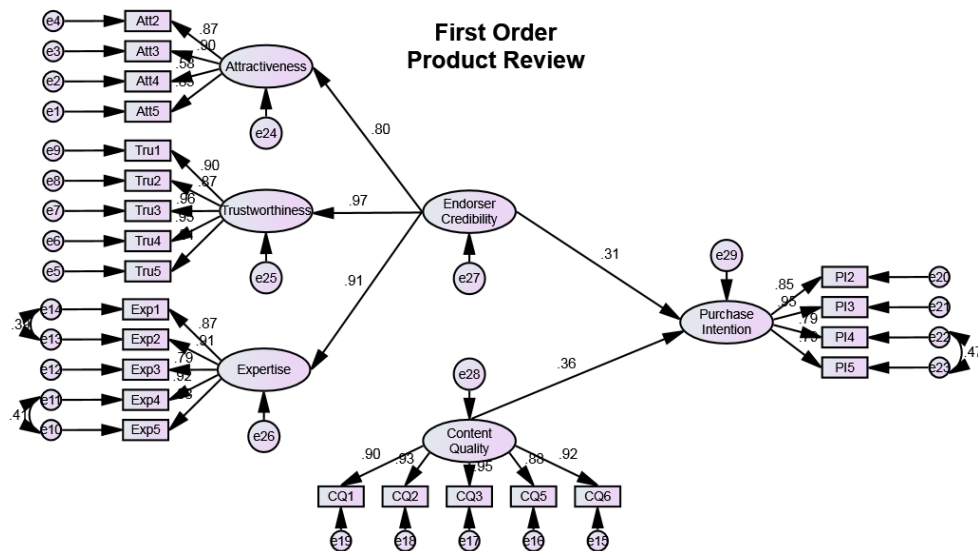 First Order
Product Review
e4
Att2
.87
e3
Att3
.90
Attractiveness
e2
Att4
.58
e1
Att5
.85
e24
.80
e9
Tru1
.90
e8
Tru2
.87
e7
Tru3
.96
Trustworthiness
.97
Endorser
Credibility
e6
Tru4
.95
e5
Tru5
e25
e27
.31
e29
e14
Exp1
.87
.91
e13
Exp2
.91
e12
Exp3
.79
Expertise
e11
Exp4
.92
.41
e10
Exp5
e26
Purchase
Intention
.85
PI2
e20
.95
PI3
e21
.79
PI4
e22
PI5
e23
.47
.36
e28
Content
Quality
.90
.93
.95
.88
.92
CQ1
CQ2
CQ3
CQ5
CQ6
e19
e18
e17
e16
e15